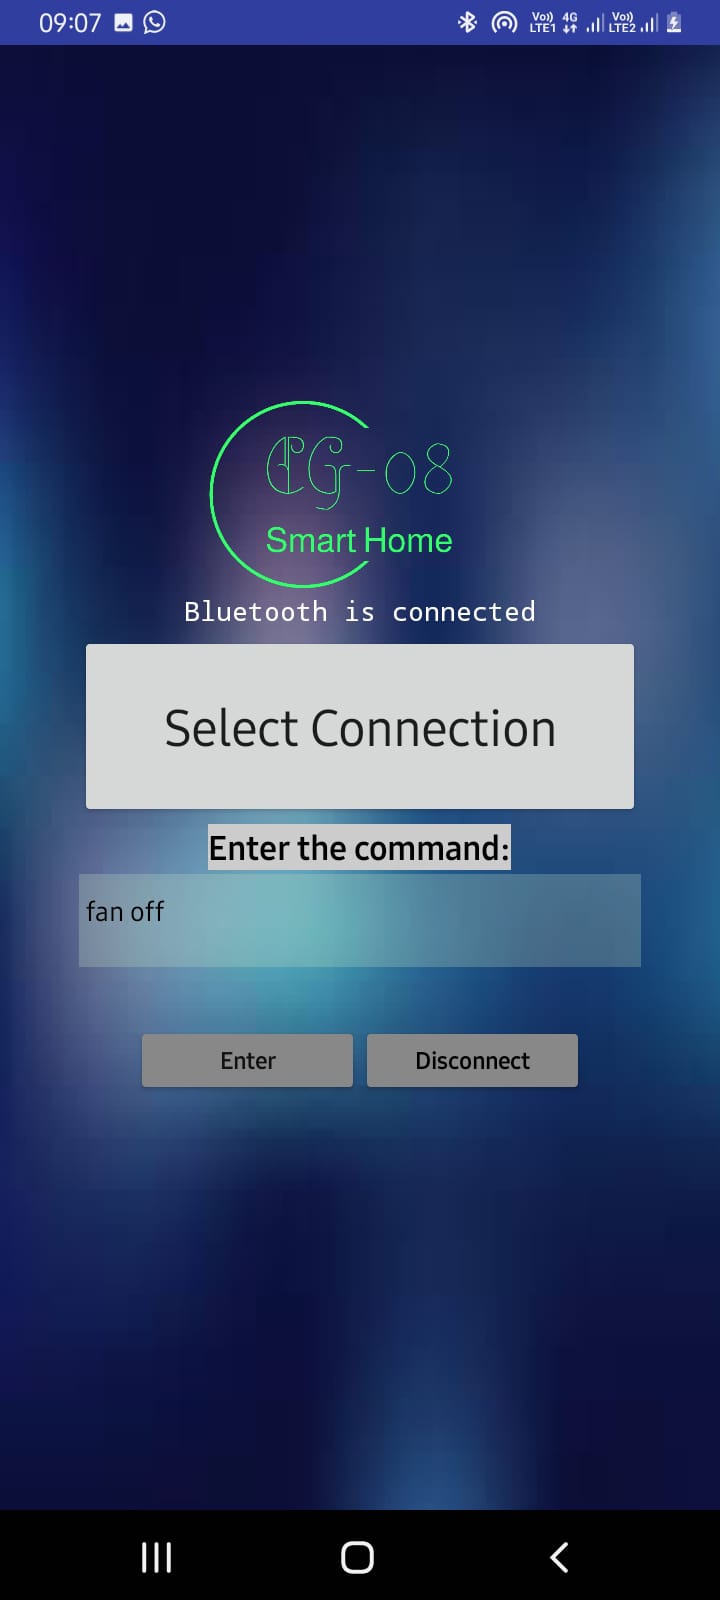 09:07
Vo)) 4G Vo))
LTE1 LTE2
CG-08
Smart Home
Bluetooth is connected
Select Connection
Enter the command:
fan off
Enter Disconnect